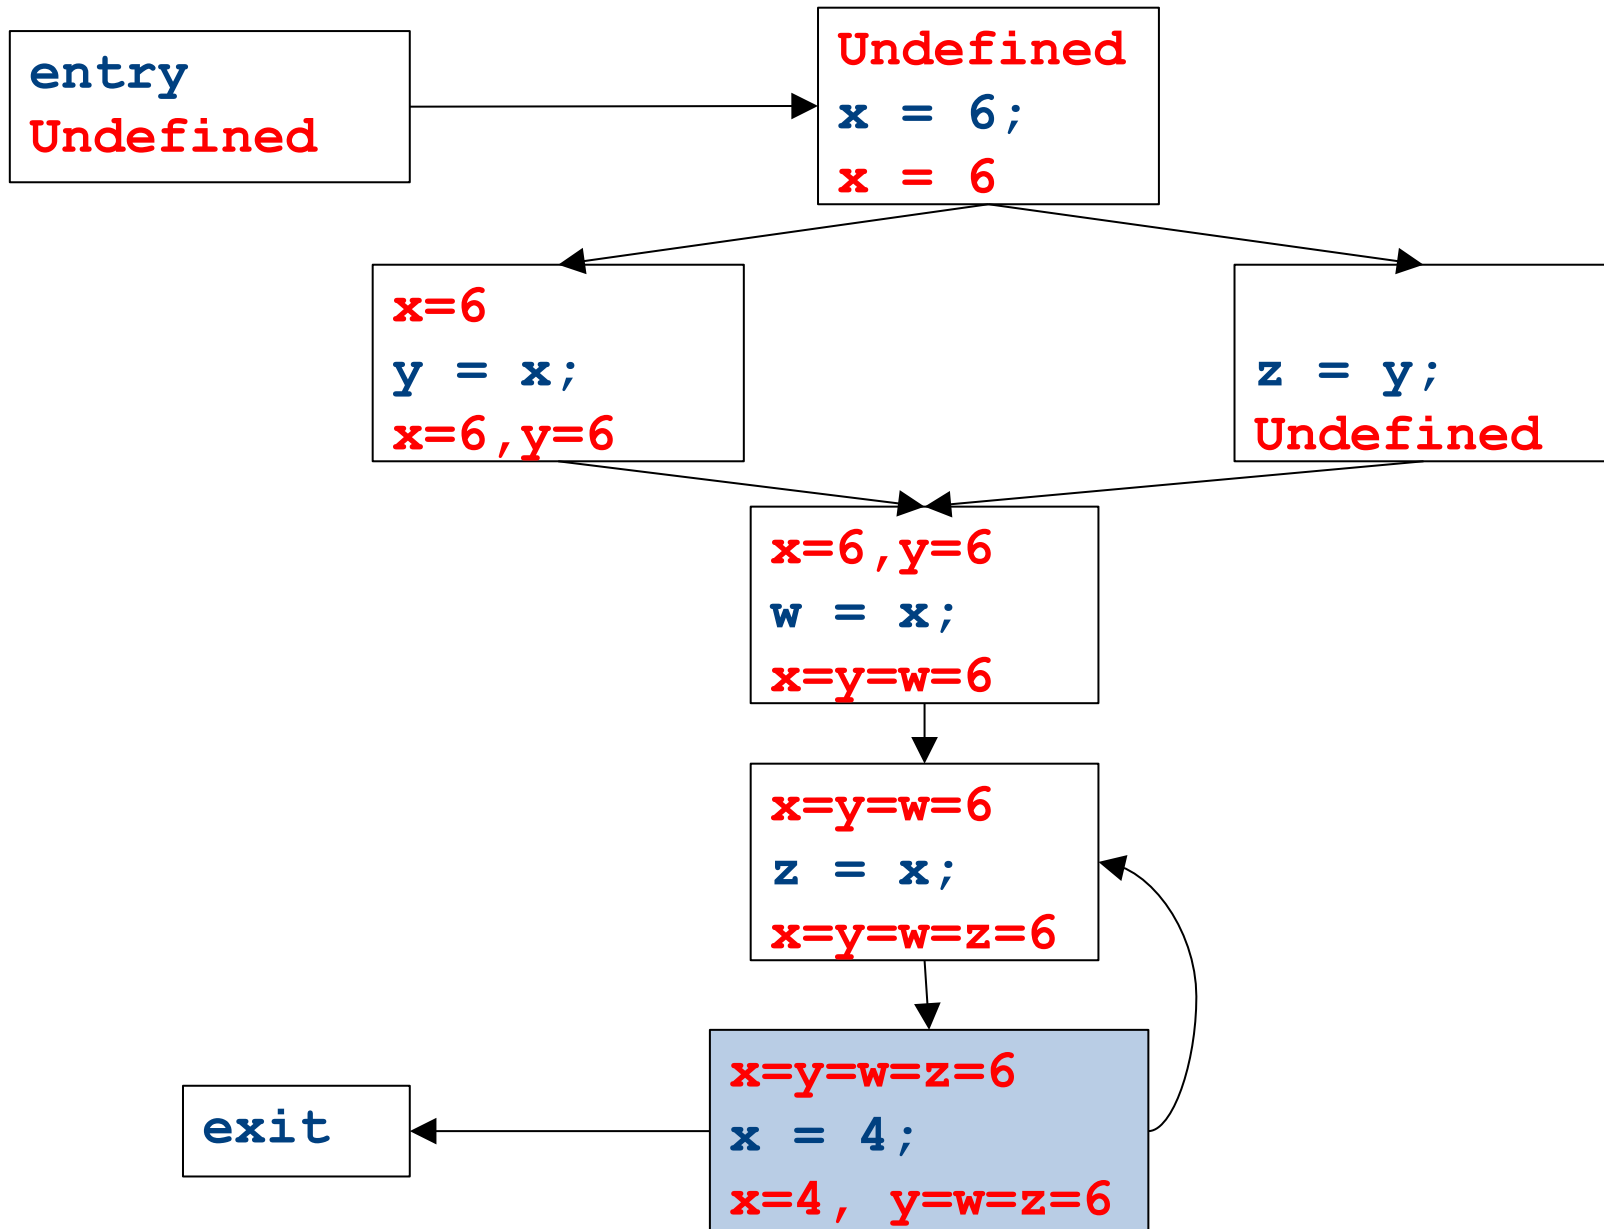 entry
Undefined
Undefined
x = 6;
x = 6
x=6
y = x;
x=6,y=6
z = y;
Undefined
x=6,y=6
w = x;
x=y=w=6
x=y=w=6
z = x;
x=y=w=z=6
x=y=w=z=6
x = 4;
x=4, y=w=z=6
exit